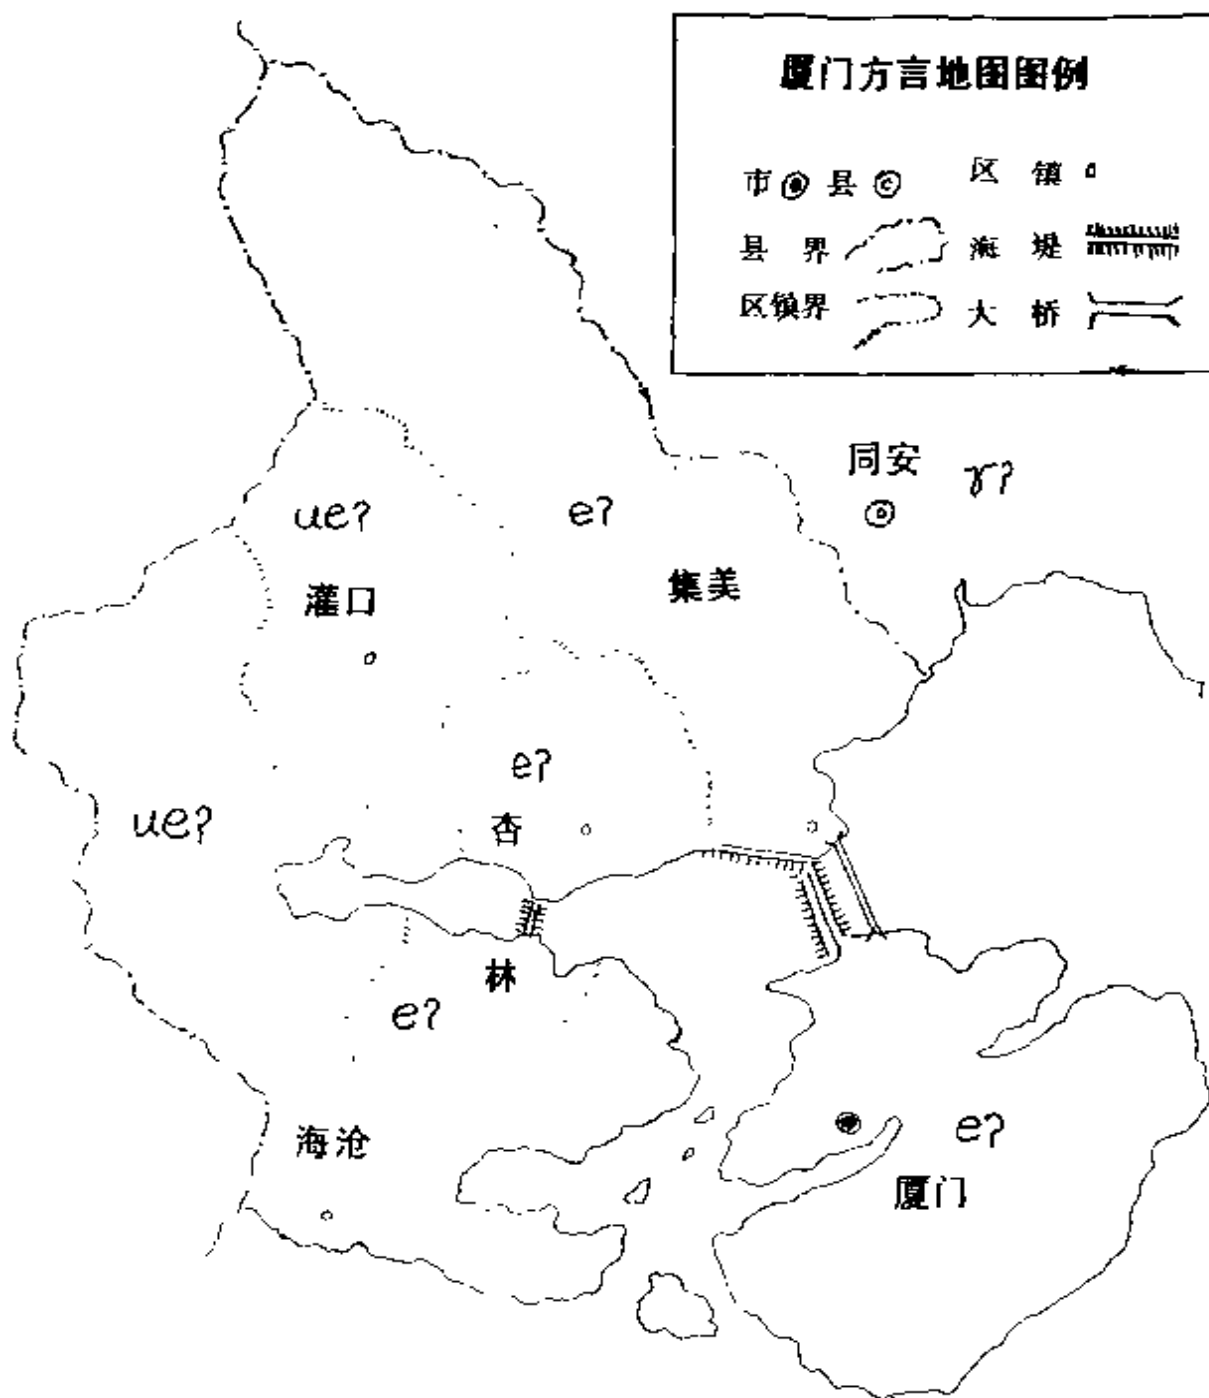 厦门方言地图图例
市 县 区镇
县界 海堤
区镇界 大桥
同安 ɤʔ
ueʔ eʔ
灌口 集美
eʔ
ueʔ 杏
林
eʔ
海沧 eʔ
厦门